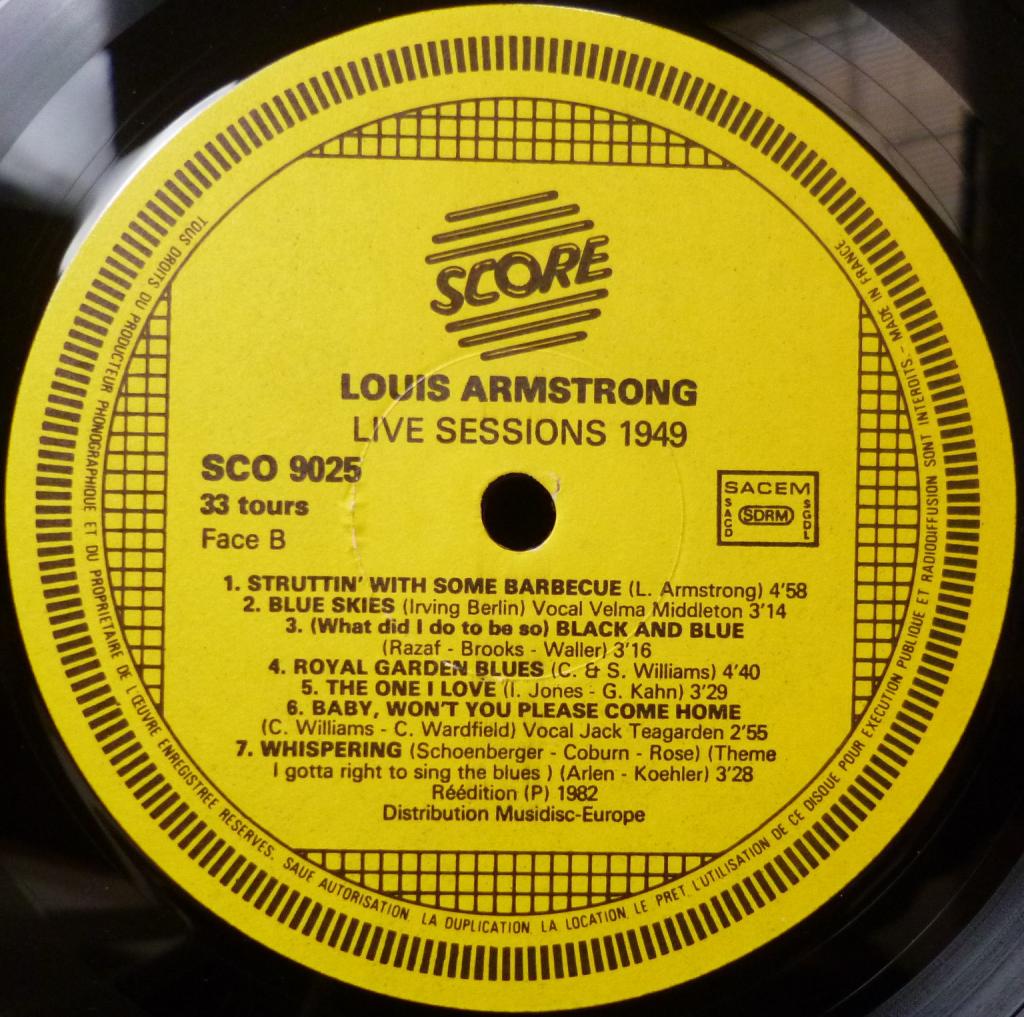 SCORE
LOUIS ARMSTRONG
LIVE SESSIONS 1949
SCO 9025
33 tours
Face B
SACEM
SACD
SDRM
SGDL
1. STRUTTIN' WITH SOME BARBECUE (L. Armstrong) 4'58
2. BLUE SKIES (Irving Berlin) Vocal Velma Middleton 3'14
3. (What did I do to be so) BLACK AND BLUE
(Razaf - Brooks - Waller) 3'16
4. ROYAL GARDEN BLUES (C. & S. Williams) 4'40
5. THE ONE I LOVE (I. Jones - G. Kahn) 3'29
6. BABY, WON'T YOU PLEASE COME HOME
(C. Williams - C. Wardfield) Vocal Jack Teagarden 2'55
7. WHISPERING (Schoenberger - Coburn - Rose) (Theme
I gotta right to sing the blues ) (Arlen - Koehler) 3'28
Réédition (P) 1982
Distribution Musidisc-Europe
TOUS DROITS DU PRODUCTEUR PHONOGRAPHIQUE ET DU PROPRIETAIRE DE L'ŒUVRE ENREGISTREE RESERVES. SAUF AUTORISATION, LA DUPLICATION, LA LOCATION, LE PRET, L'UTILISATION DE CE DISQUE POUR EXECUTION PUBLIQUE ET RADIODIFFUSION SONT INTERDITS. - MADE IN FRANCE